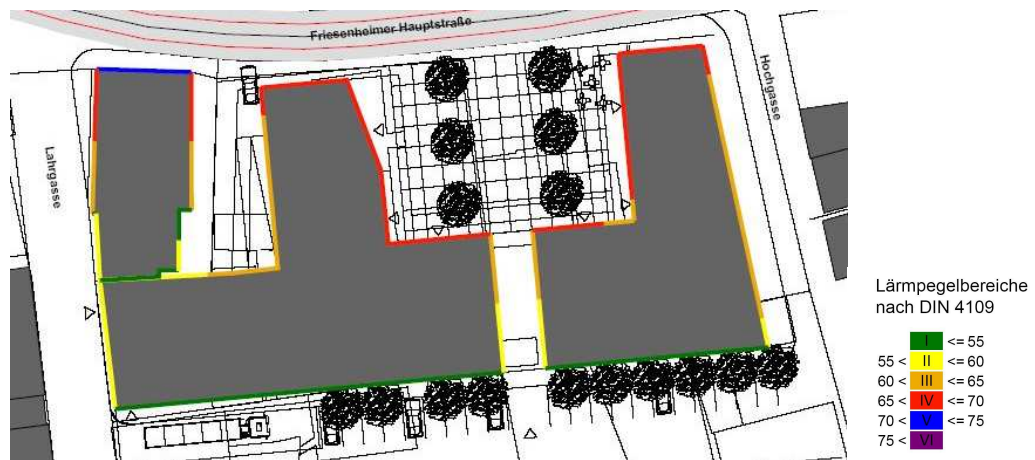 Friesenheimer Hauptstraße
Hochgasse
Lahrgasse
Lärmpegelbereiche
nach DIN 4109
I <= 55
55 < II <= 60
60 < III <= 65
65 < IV <= 70
70 < V <= 75
75 < VI